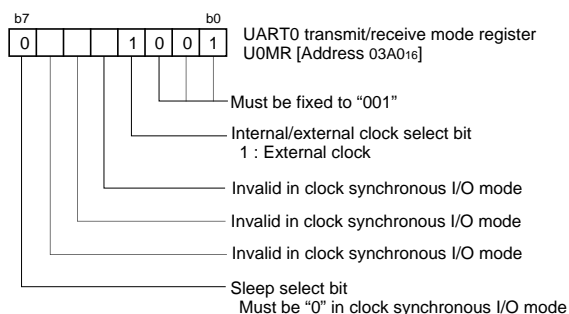 b7 b0
0 1 0 0 1
UART0 transmit/receive mode register
U0MR [Address 03A016]
Must be fixed to “001”
Internal/external clock select bit
1 : External clock
Invalid in clock synchronous I/O mode
Invalid in clock synchronous I/O mode
Invalid in clock synchronous I/O mode
Sleep select bit
Must be “0” in clock synchronous I/O mode